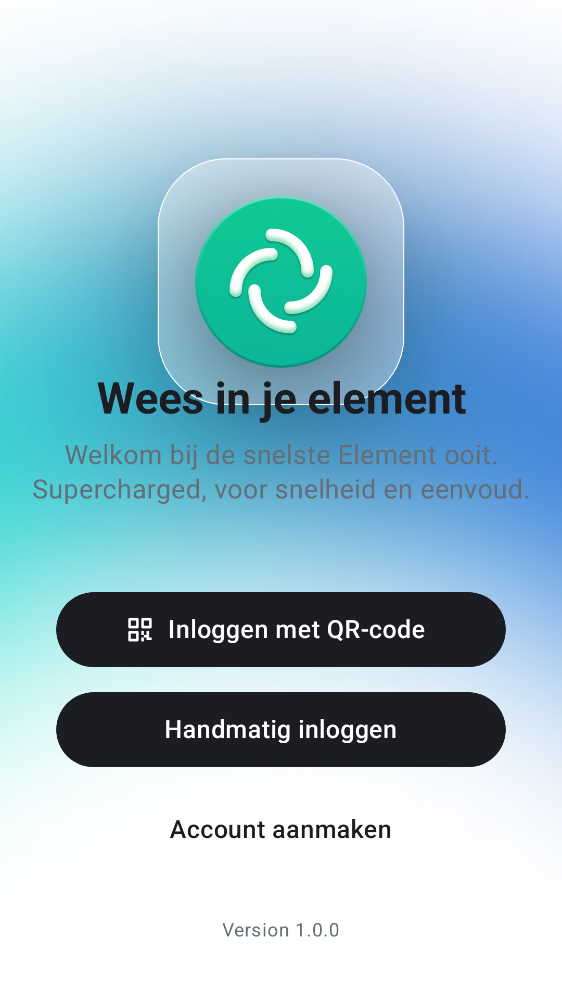 Wees in je element
Welkom bij de snelste Element ooit.
Supercharged, voor snelheid en eenvoud.
Inloggen met QR-code
Handmatig inloggen
Account aanmaken
Version 1.0.0